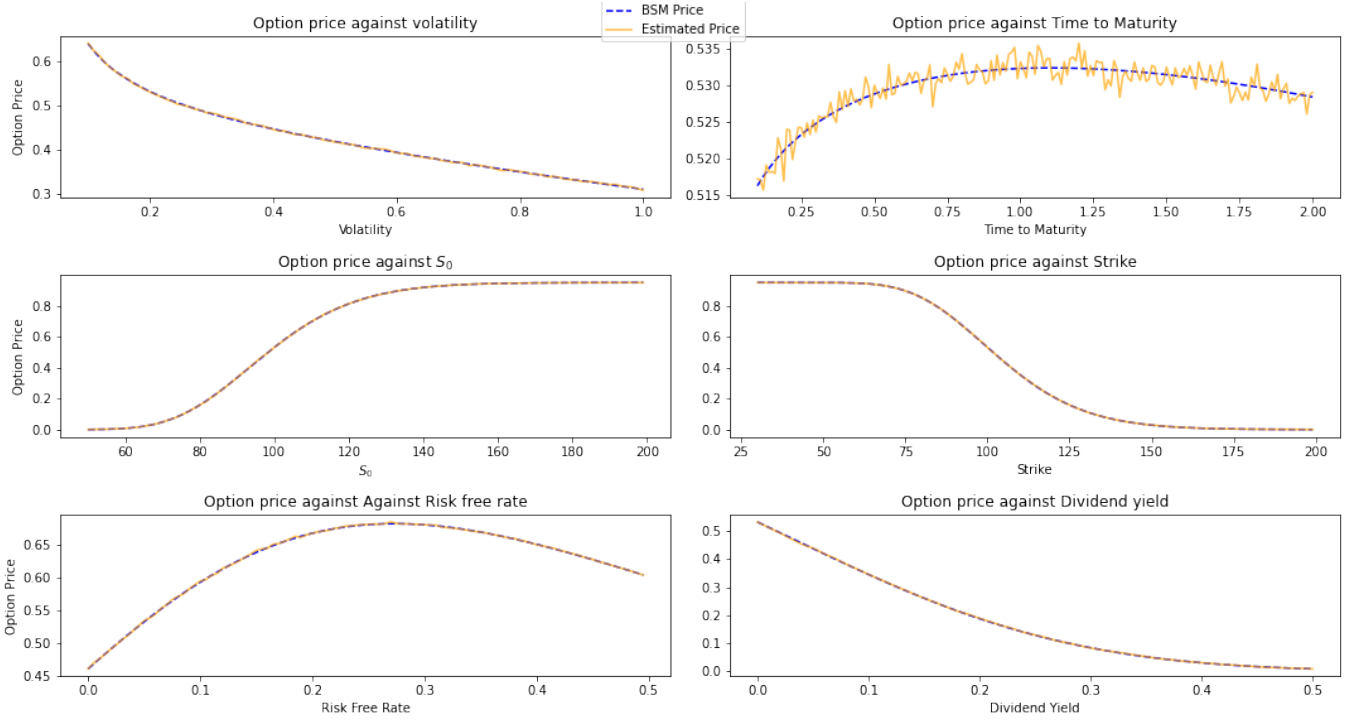 BSM Price
Estimated Price
Option price against volatility
Option Price
0.6
0.5
0.4
0.3
0.2 0.4 0.6 0.8 1.0
Volatility
Option price against Time to Maturity
0.535
0.530
0.525
0.520
0.515
0.25 0.50 0.75 1.00 1.25 1.50 1.75 2.00
Time to Maturity
Option price against S₀
Option Price
0.8
0.6
0.4
0.2
0.0
60 80 100 120 140 160 180 200
S₀
Option price against Strike
0.8
0.6
0.4
0.2
0.0
25 50 75 100 125 150 175 200
Strike
Option price against Against Risk free rate
Option Price
0.65
0.60
0.55
0.50
0.45
0.0 0.1 0.2 0.3 0.4 0.5
Risk Free Rate
Option price against Dividend yield
0.5
0.4
0.3
0.2
0.1
0.0
0.0 0.1 0.2 0.3 0.4 0.5
Dividend Yield